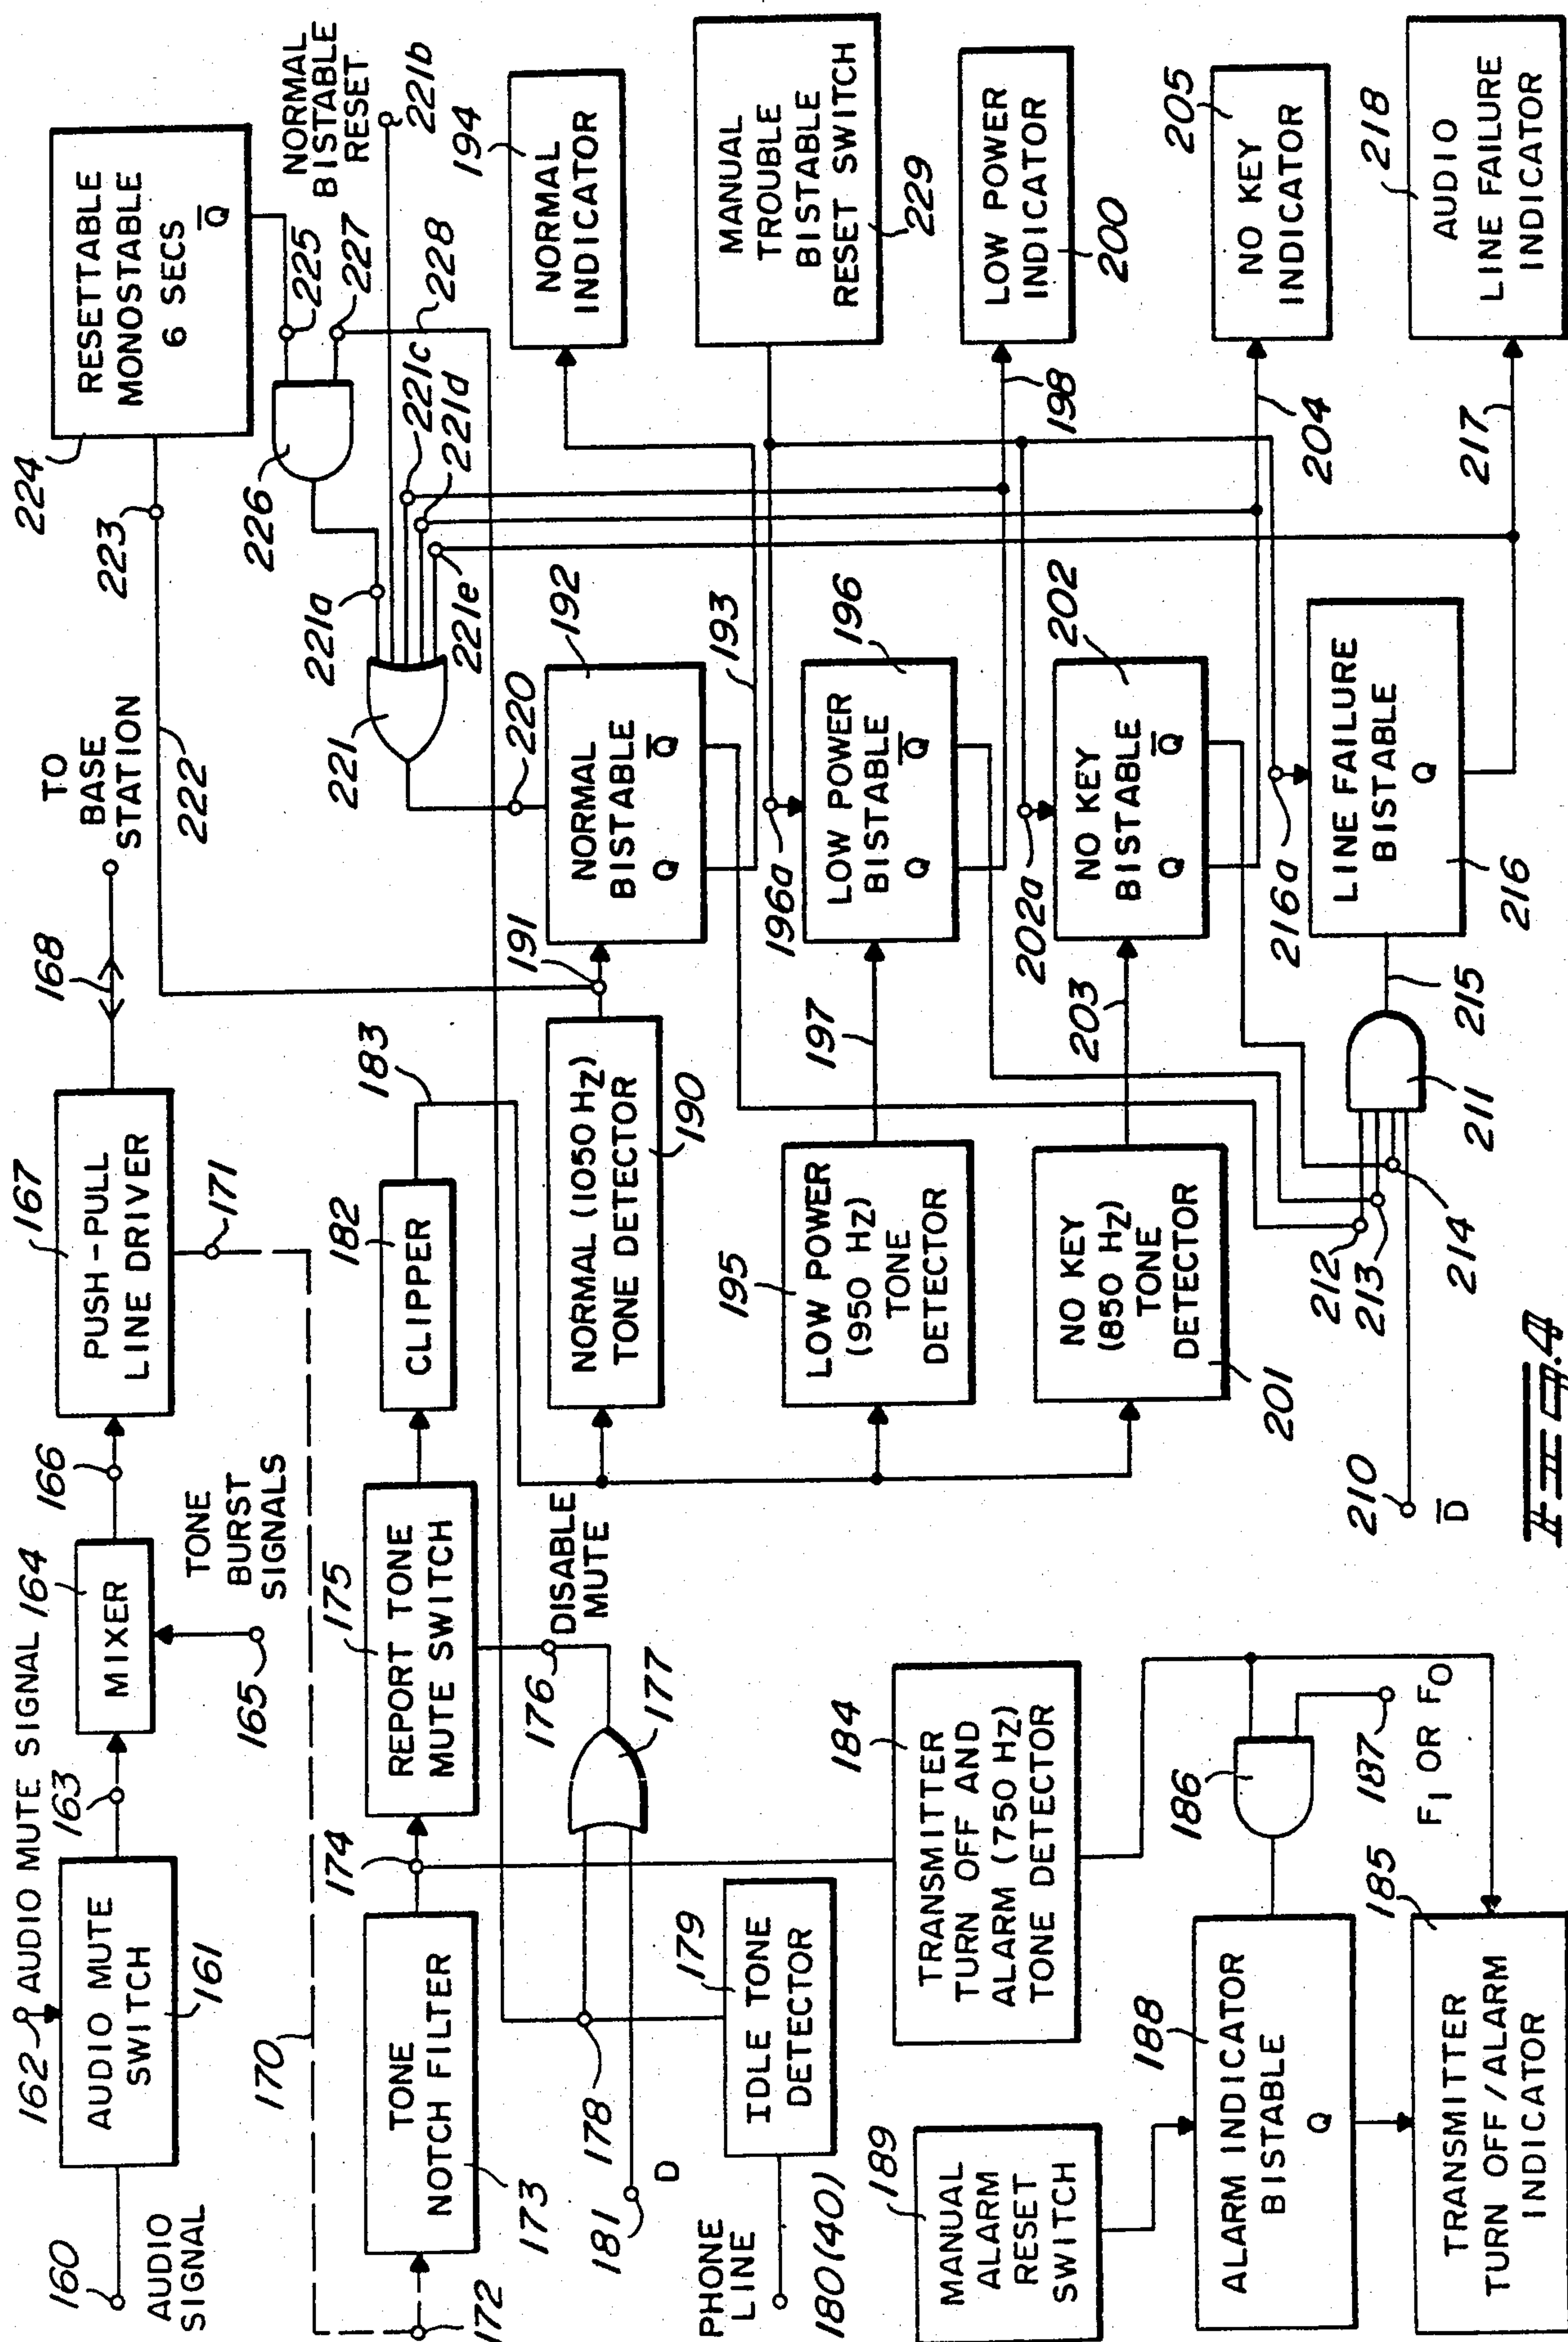 160
AUDIO
SIGNAL
162
AUDIO MUTE SIGNAL
AUDIO MUTE
SWITCH
161
163
164
MIXER
165
TONE
BURST
SIGNALS
166
167
PUSH-PULL
LINE DRIVER
171
168
TO
BASE
STATION
170
172
TONE
NOTCH FILTER
173
174
175
REPORT TONE
MUTE SWITCH
176
DISABLE
MUTE
177
178
181
D
179
IDLE TONE
DETECTOR
PHONE
LINE
180(40)
182
CLIPPER
183
222
223
224
RESETTABLE
MONOSTABLE
6 SECS
Q̅
225
226
227
228
NORMAL
BISTABLE
RESET
221
221a
221b
221c
221d
221e
220
NORMAL (1050 HZ)
TONE DETECTOR
190
191
192
NORMAL
BISTABLE
Q
Q̅
193
194
NORMAL
INDICATOR
MANUAL
TROUBLE
BISTABLE
RESET SWITCH
229
195
LOW POWER
(950 HZ)
TONE
DETECTOR
197
196a
196
LOW POWER
BISTABLE
Q
Q̅
198
LOW POWER
INDICATOR
200
NO KEY
(850 HZ)
TONE
DETECTOR
201
203
202a
202
NO KEY
BISTABLE
Q
Q̅
204
205
NO KEY
INDICATOR
210
D̅
211
212
213
214
215
216a
LINE FAILURE
BISTABLE
Q
216
217
218
AUDIO
LINE FAILURE
INDICATOR
184
TRANSMITTER
TURN OFF AND
ALARM (750 HZ)
TONE DETECTOR
186
187
F1 OR F0
189
MANUAL
ALARM
RESET
SWITCH
188
ALARM INDICATOR
BISTABLE
Q
185
TRANSMITTER
TURN OFF/ALARM
INDICATOR
FIG.4